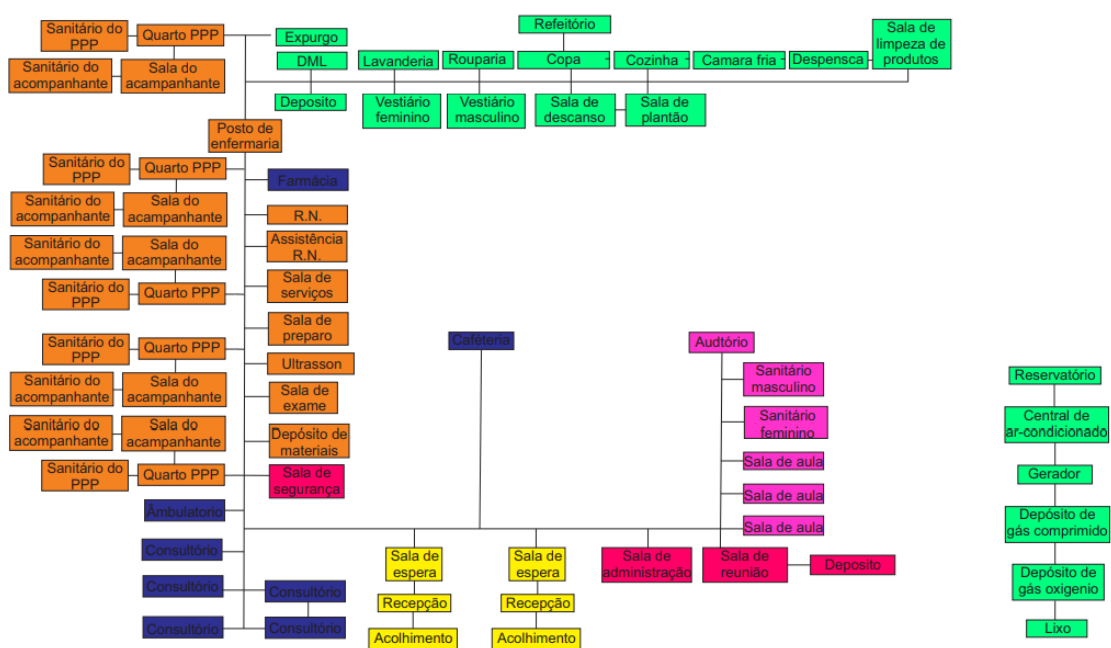 Sanitário do
PPP
Quarto PPP
Sanitário do
acompanhante
Sala do
acampanhante
Expurgo
DML
Deposito
Lavanderia
Rouparia
Refeitório
Copa
Cozinha
Camara fria
Despensca
Sala de
limpeza de
produtos
Vestiário
feminino
Vestiário
masculino
Sala de
descanso
Sala de
plantão
Posto de
enfermaria
Sanitário do
PPP
Quarto PPP
Sanitário do
acompanhante
Sala do
acampanhante
Sanitário do
acompanhante
Sala do
acampanhante
Sanitário do
PPP
Quarto PPP
Sanitário do
PPP
Quarto PPP
Sanitário do
acompanhante
Sala do
acampanhante
Sanitário do
acompanhante
Sala do
acampanhante
Sanitário do
PPP
Quarto PPP
Farmácia
R.N.
Assistência
R.N.
Sala de
serviços
Sala de
preparo
Ultrasson
Sala de
exame
Depósito de
materiais
Sala de
segurança
Âmbulatorio
Consultório
Consultório
Consultório
Consultório
Consultório
Caféteria
Audtório
Sanitário
masculino
Sanitário
feminino
Sala de aula
Sala de aula
Sala de aula
Sala de
espera
Recepção
Acolhimento
Sala de
espera
Recepção
Acolhimento
Sala de
administração
Sala de
reunião
Deposito
Reservatório
Central de
ar-condicionado
Gerador
Depósito de
gás comprimido
Depósito de
gás oxigenio
Lixo